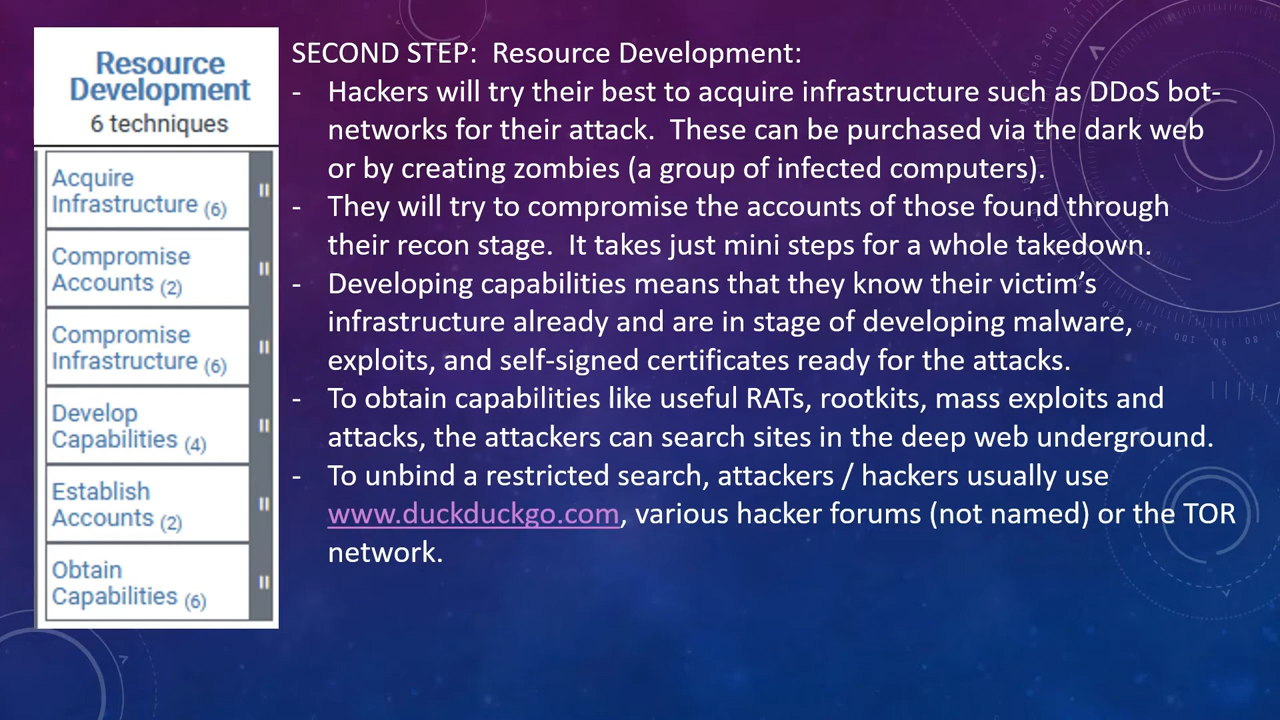 Resource
Development
6 techniques
Acquire
Infrastructure (6)
Compromise
Accounts (2)
Compromise
Infrastructure (6)
Develop
Capabilities (4)
Establish
Accounts (2)
Obtain
Capabilities (6)
SECOND STEP:  Resource Development:
- Hackers will try their best to acquire infrastructure such as DDoS bot-
networks for their attack.  These can be purchased via the dark web
or by creating zombies (a group of infected computers).
- They will try to compromise the accounts of those found through
their recon stage.  It takes just mini steps for a whole takedown.
- Developing capabilities means that they know their victim’s
infrastructure already and are in stage of developing malware,
exploits, and self-signed certificates ready for the attacks.
- To obtain capabilities like useful RATs, rootkits, mass exploits and
attacks, the attackers can search sites in the deep web underground.
- To unbind a restricted search, attackers / hackers usually use
www.duckduckgo.com, various hacker forums (not named) or the TOR
network.